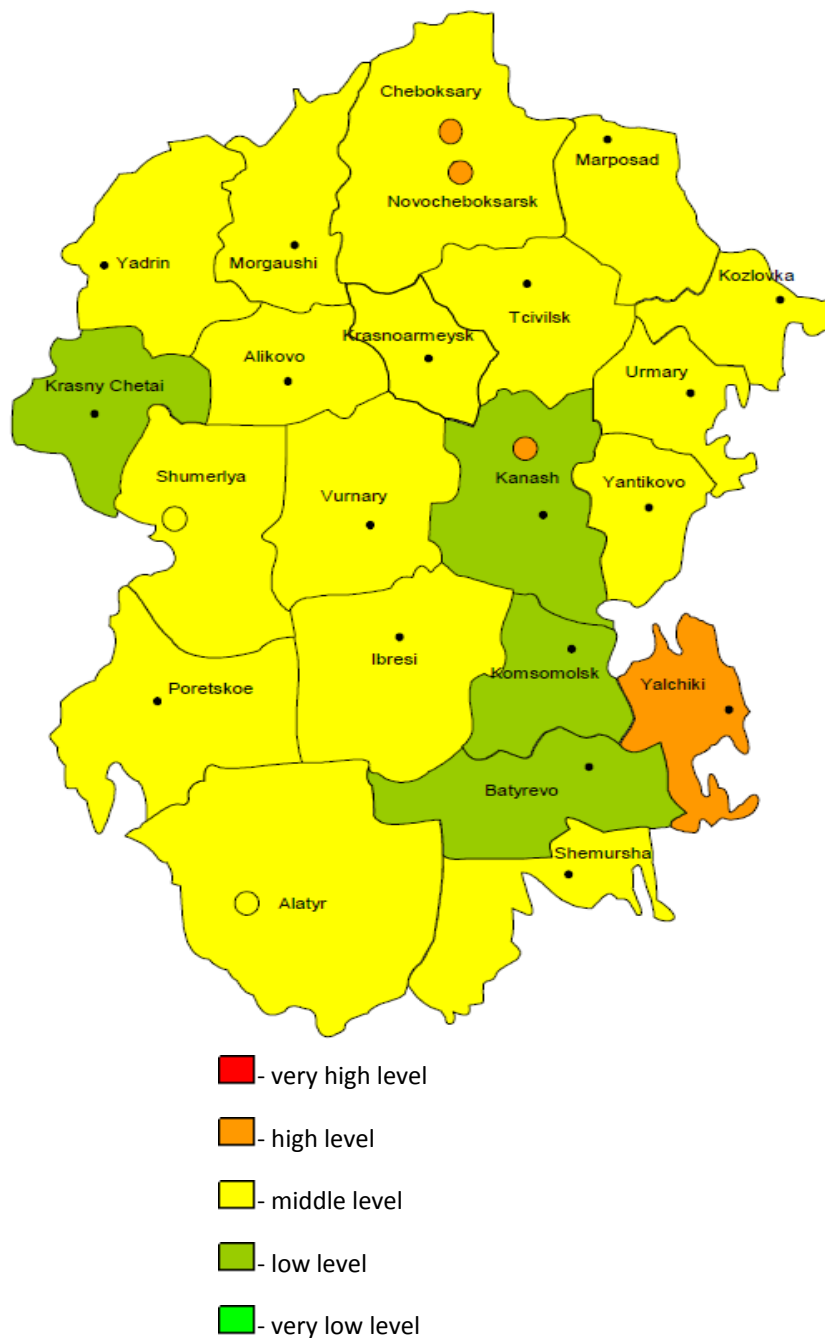 Cheboksary
Marposad
Novocheboksarsk
Yadrin
Morgaushi
Kozlovka
Tcivilsk
Krasnoarmeysk
Alikovo
Urmary
Krasny Chetai
Shumerlya
Kanash
Yantikovo
Vurnary
Ibresi
Komsomolsk
Yalchiki
Poretskoe
Batyrevo
Shemursha
Alatyr
- very high level
- high level
- middle level
- low level
- very low level